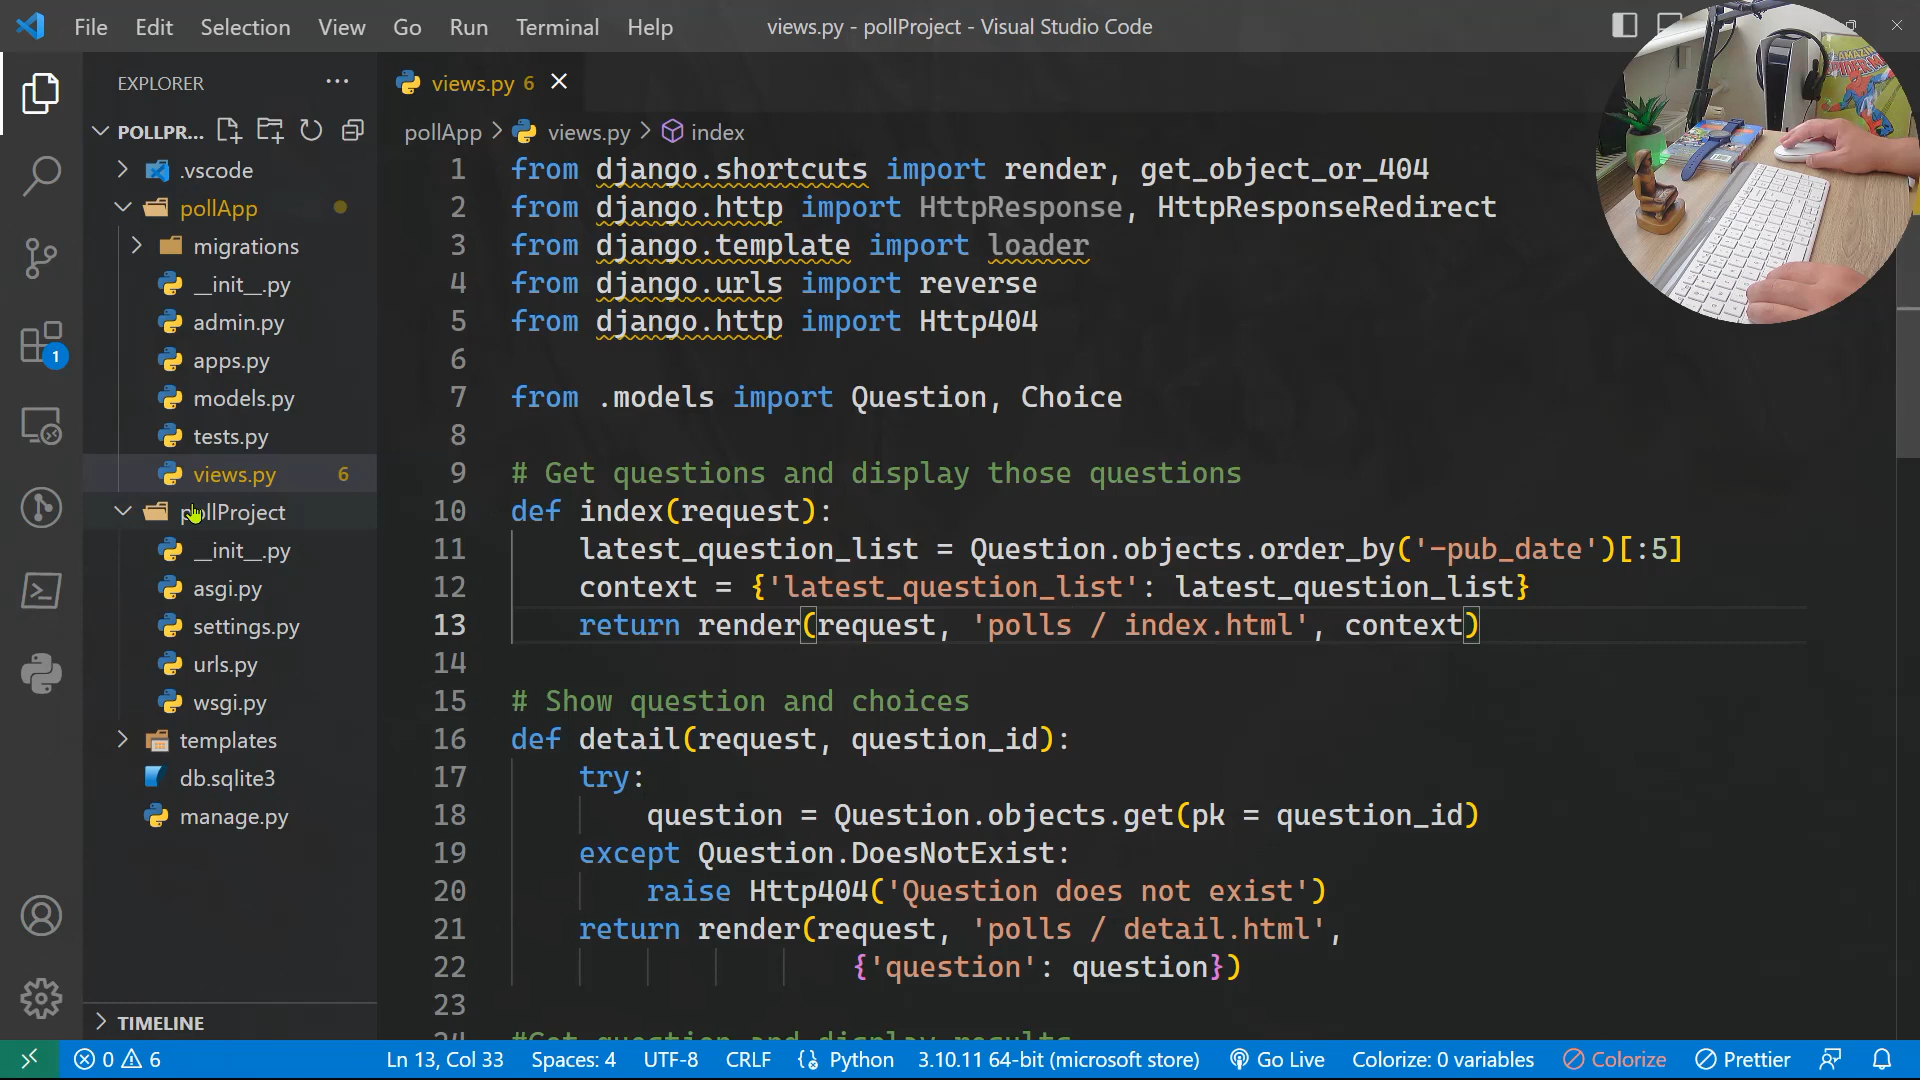 File Edit Selection View Go Run Terminal Help
views.py - pollProject - Visual Studio Code
EXPLORER
POLLPR...
.vscode
pollApp
migrations
__init__.py
admin.py
apps.py
models.py
tests.py
views.py 6
pollProject
__init__.py
asgi.py
settings.py
urls.py
wsgi.py
templates
db.sqlite3
manage.py
TIMELINE
1
views.py 6
pollApp > views.py > index
1 from django.shortcuts import render, get_object_or_404
2 from django.http import HttpResponse, HttpResponseRedirect
3 from django.template import loader
4 from django.urls import reverse
5 from django.http import Http404
6
7 from .models import Question, Choice
8
9 # Get questions and display those questions
10 def index(request):
11 latest_question_list = Question.objects.order_by('-pub_date')[:5]
12 context = {'latest_question_list': latest_question_list}
13 return render(request, 'polls / index.html', context)
14
15 # Show question and choices
16 def detail(request, question_id):
17 try:
18 question = Question.objects.get(pk = question_id)
19 except Question.DoesNotExist:
20 raise Http404('Question does not exist')
21 return render(request, 'polls / detail.html',
22 {'question': question})
23
24 #Get question and display results
AMAZING SPIDER-MAN
0 6 Ln 13, Col 33 Spaces: 4 UTF-8 CRLF Python 3.10.11 64-bit (microsoft store) Go Live Colorize: 0 variables Colorize Prettier